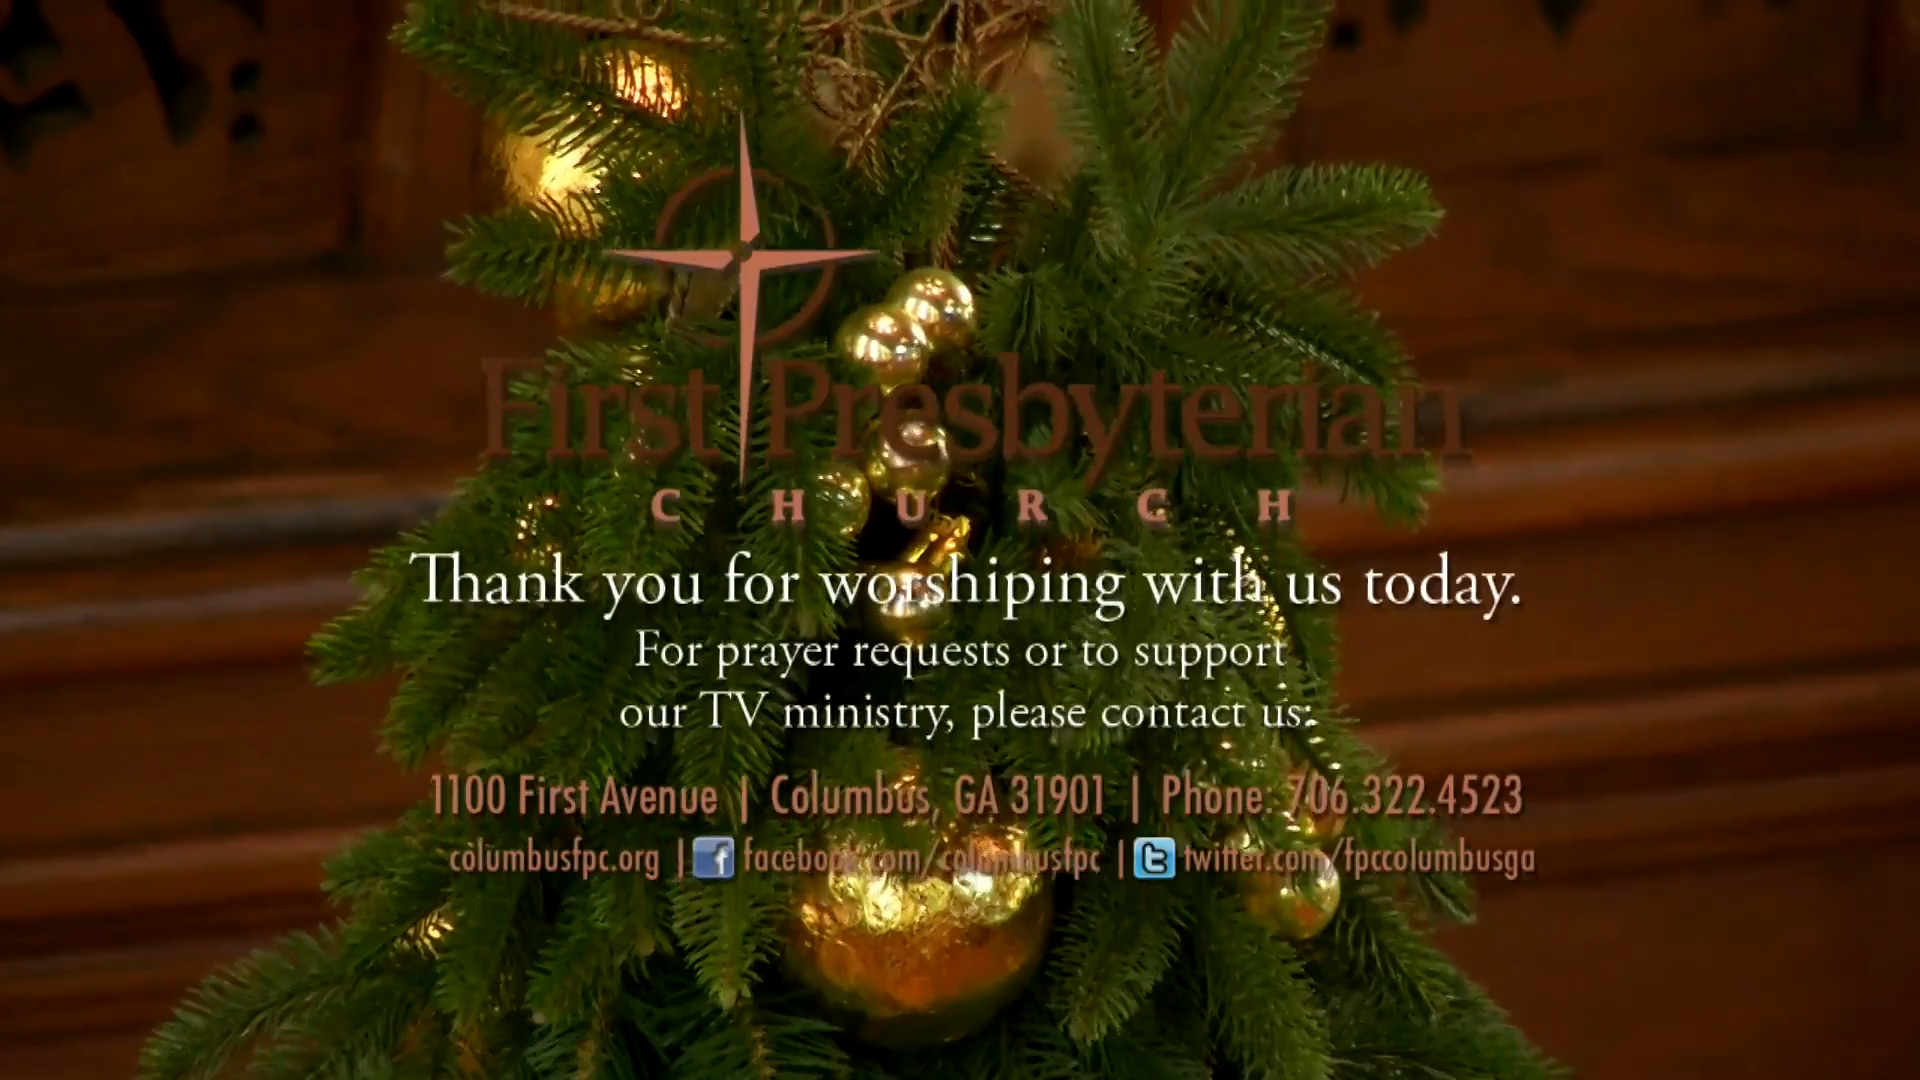 First Presbyterian
CHURCH
Thank you for worshiping with us today.
For prayer requests or to support
our TV ministry, please contact us:
1100 First Avenue | Columbus, GA 31901 | Phone: 706.322.4523
columbusfpc.org | facebook.com/columbusfpc | twitter.com/fpccolumbusga